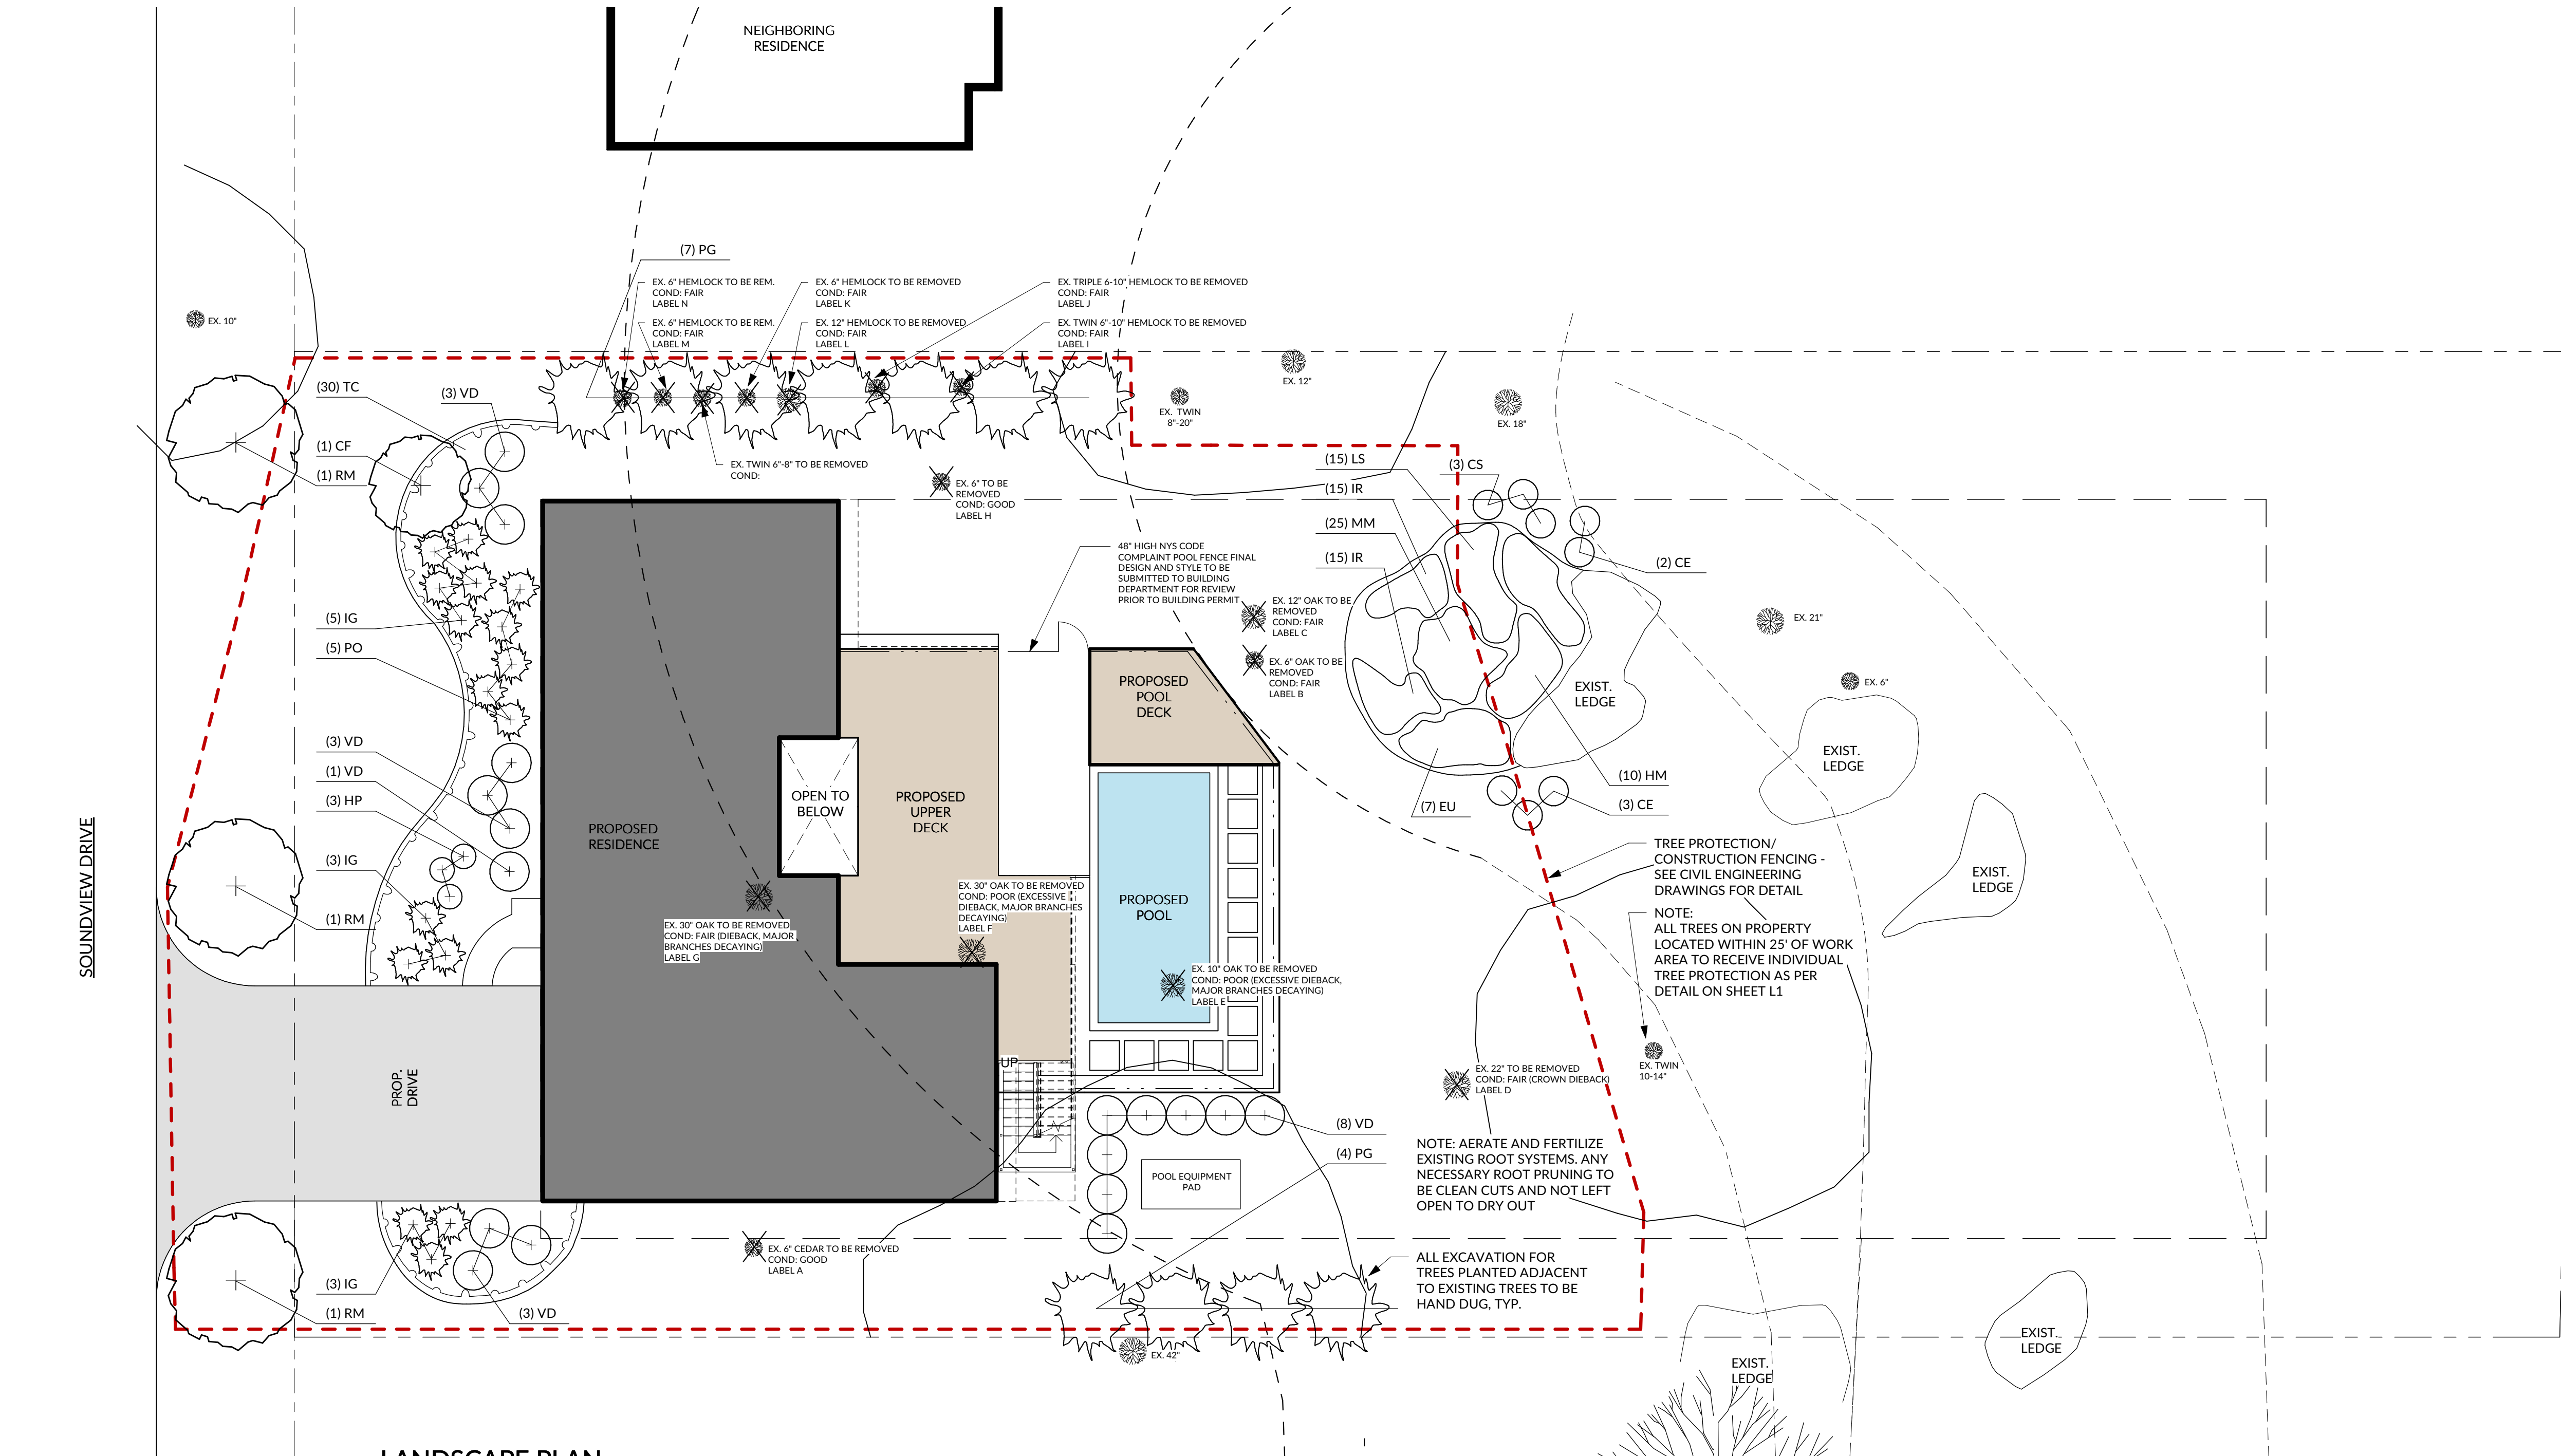 NEIGHBORING
RESIDENCE
(7) PG
EX. 6" HEMLOCK TO BE REM.
COND: FAIR
LABEL N
EX. 6" HEMLOCK TO BE REMOVED
COND: FAIR
LABEL K
EX. TRIPLE 6-10" HEMLOCK TO BE REMOVED
COND: FAIR
LABEL J
EX. 10"
EX. 6" HEMLOCK TO BE REM.
COND: FAIR
LABEL M
EX. 12" HEMLOCK TO BE REMOVED
COND: FAIR
LABEL L
EX. TWIN 6"-10" HEMLOCK TO BE REMOVED
COND: FAIR
LABEL I
EX. 12"
EX. TWIN
8"-20"
EX. 18"
(30) TC
(3) VD
(1) CF
(1) RM
EX. TWIN 6"-8" TO BE REMOVED
COND:
EX. 6" TO BE
REMOVED
COND: GOOD
LABEL H
(15) LS
(3) CS
(15) IR
(25) MM
(15) IR
(2) CE
48" HIGH NYS CODE
COMPLAINT POOL FENCE FINAL
DESIGN AND STYLE TO BE
SUBMITTED TO BUILDING
DEPARTMENT FOR REVIEW
PRIOR TO BUILDING PERMIT
EX. 12" OAK TO BE
REMOVED
COND: FAIR
LABEL C
EX. 6" OAK TO BE
REMOVED
COND: FAIR
LABEL B
EX. 21"
EX. 6"
(5) IG
(5) PO
PROPOSED
POOL
DECK
EXIST.
LEDGE
EXIST.
LEDGE
(3) VD
(1) VD
(3) HP
(3) IG
(1) RM
SOUNDVIEW DRIVE
PROPOSED
RESIDENCE
OPEN TO
BELOW
PROPOSED
UPPER
DECK
(10) HM
(7) EU
(3) CE
TREE PROTECTION/
CONSTRUCTION FENCING -
SEE CIVIL ENGINEERING
DRAWINGS FOR DETAIL
EXIST.
LEDGE
NOTE:
ALL TREES ON PROPERTY
LOCATED WITHIN 25' OF WORK
AREA TO RECEIVE INDIVIDUAL
TREE PROTECTION AS PER
DETAIL ON SHEET L1
EX. 30" OAK TO BE REMOVED
COND: POOR (EXCESSIVE
DIEBACK, MAJOR BRANCHES
DECAYING)
LABEL F
EX. 30" OAK TO BE REMOVED
COND: FAIR (DIEBACK, MAJOR
BRANCHES DECAYING)
LABEL G
PROPOSED
POOL
EX. 10" OAK TO BE REMOVED
COND: POOR (EXCESSIVE DIEBACK,
MAJOR BRANCHES DECAYING)
LABEL E
PROP.
DRIVE
UP
EX. 22" TO BE REMOVED
COND: FAIR (CROWN DIEBACK)
LABEL D
EX. TWIN
10-14"
(8) VD
(4) PG
POOL EQUIPMENT
PAD
NOTE: AERATE AND FERTILIZE
EXISTING ROOT SYSTEMS. ANY
NECESSARY ROOT PRUNING TO
BE CLEAN CUTS AND NOT LEFT
OPEN TO DRY OUT
EX. 6" CEDAR TO BE REMOVED
COND: GOOD
LABEL A
ALL EXCAVATION FOR
TREES PLANTED ADJACENT
TO EXISTING TREES TO BE
HAND DUG, TYP.
(3) IG
(1) RM
(3) VD
EX. 42"
EXIST.
LEDGE
EXIST.
LEDGE
LANDSCAPE PLAN